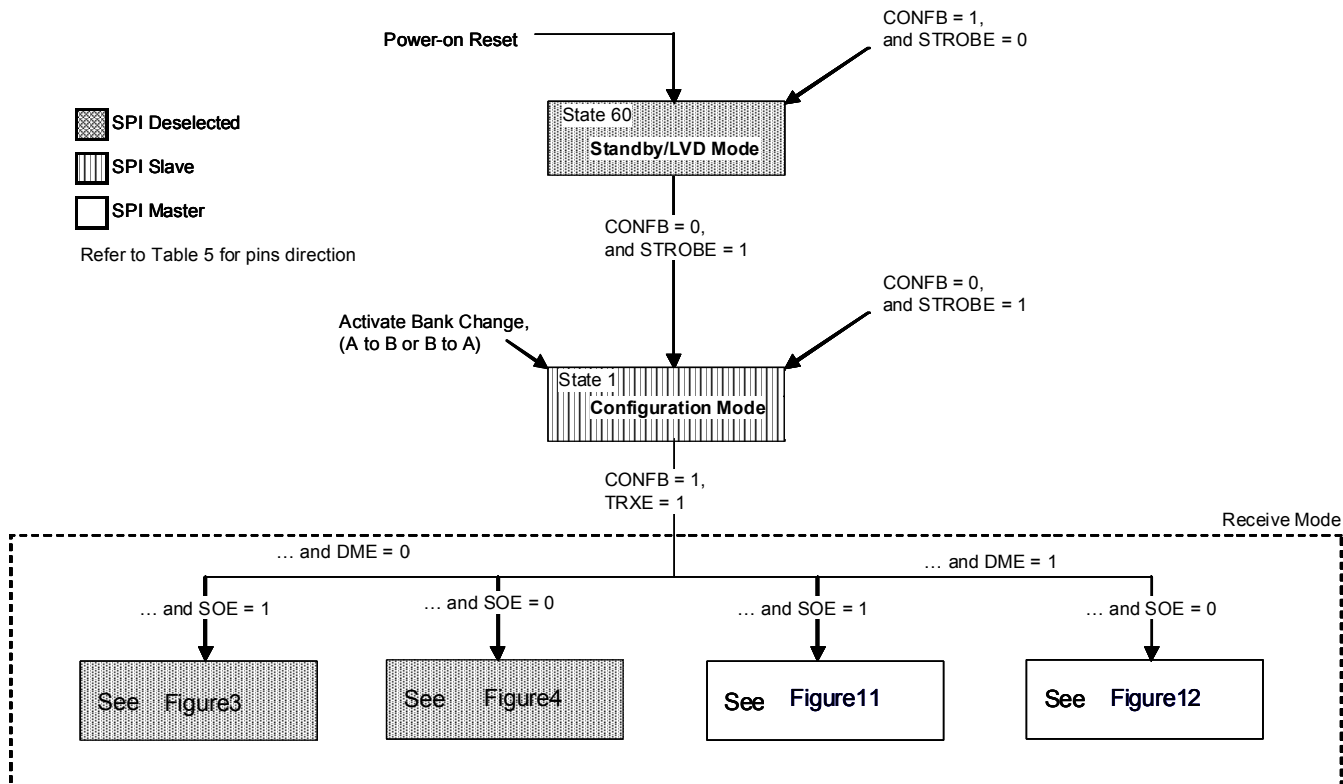 CONFB = 1,
and STROBE = 0
Power-on Reset
State 60
Standby/LVD Mode
SPI Deselected
SPI Slave
SPI Master
Refer to Table 5 for pins direction
CONFB = 0,
and STROBE = 1
CONFB = 0,
and STROBE = 1
Activate Bank Change,
(A to B or B to A)
State 1
Configuration Mode
CONFB = 1,
TRXE = 1
Receive Mode
... and DME = 0
... and DME = 1
... and SOE = 1
... and SOE = 0
... and SOE = 1
... and SOE = 0
See Figure3
See Figure4
See Figure11
See Figure12